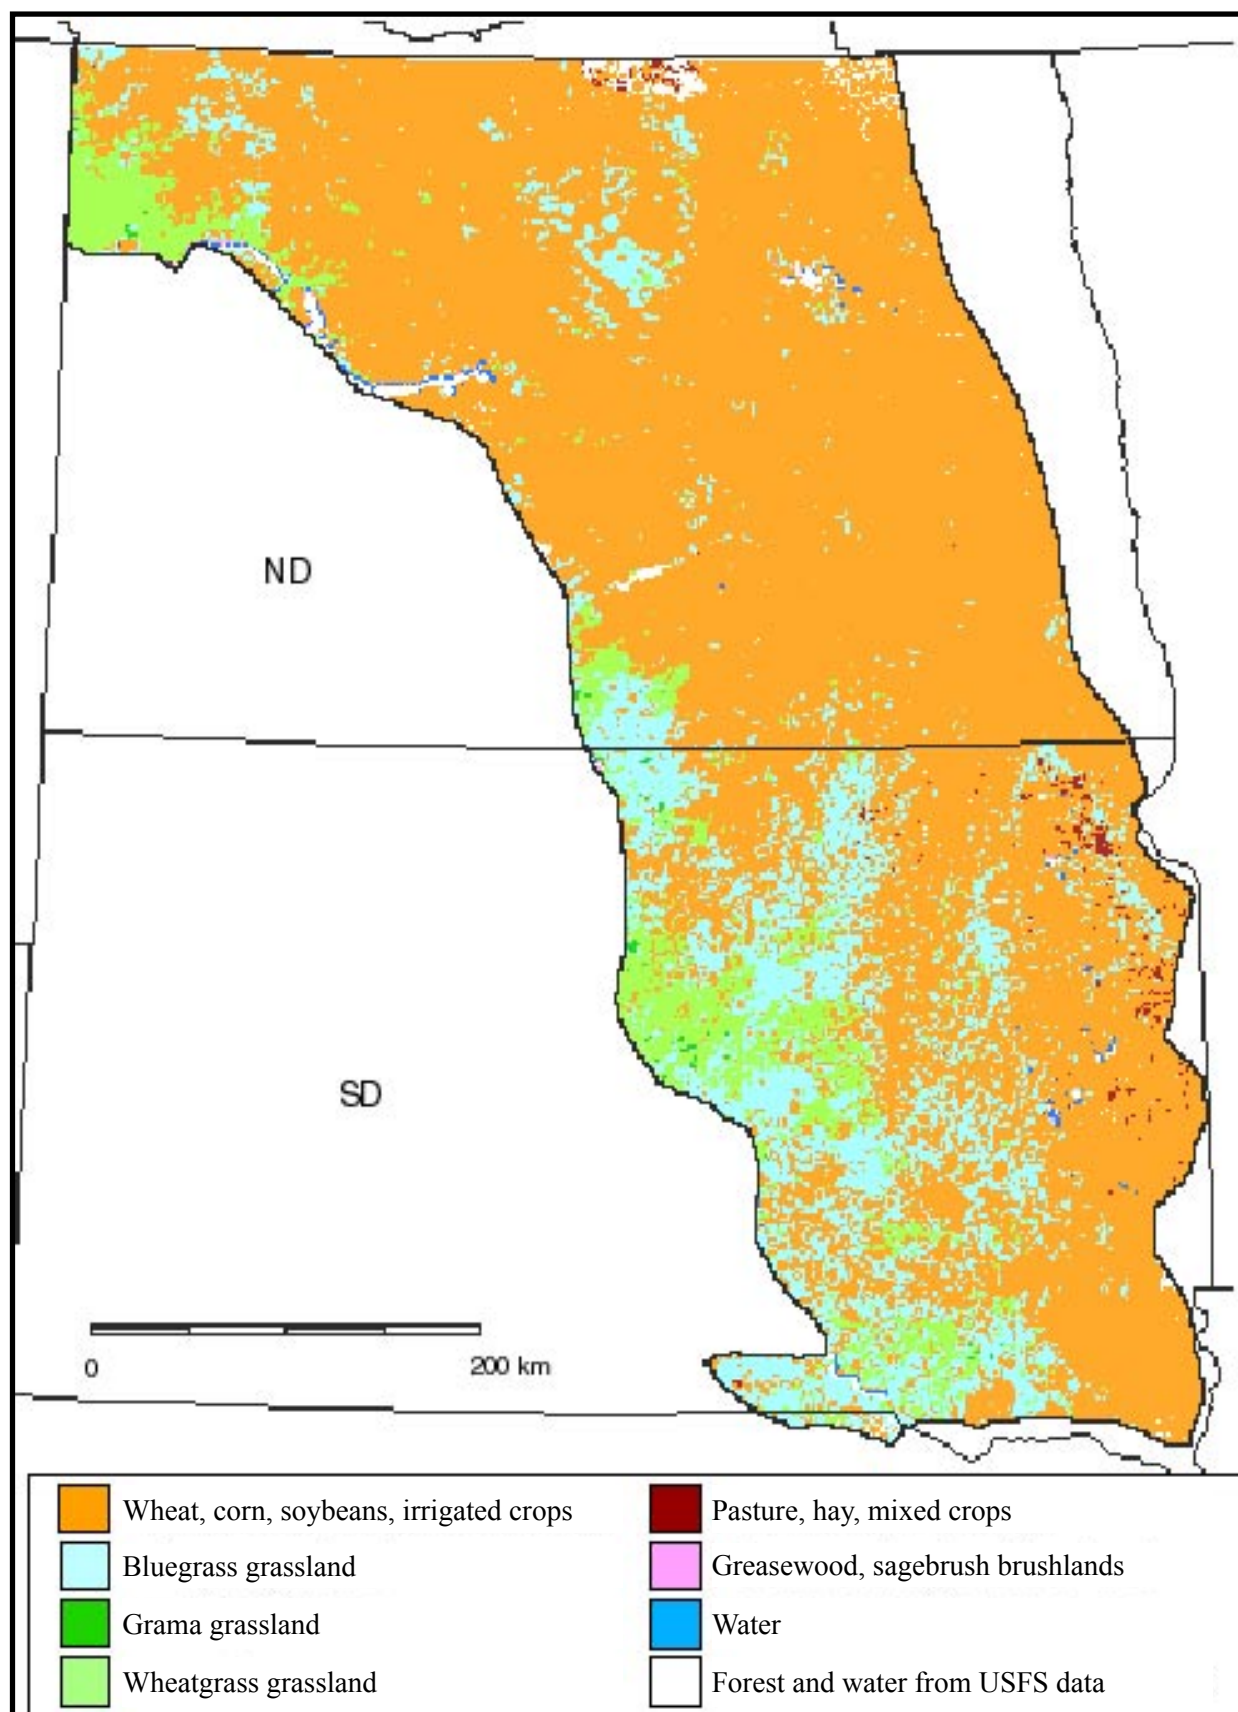 ND
SD
0
200 km
Wheat, corn, soybeans, irrigated crops
Bluegrass grassland
Grama grassland
Wheatgrass grassland
Pasture, hay, mixed crops
Greasewood, sagebrush brushlands
Water
Forest and water from USFS data